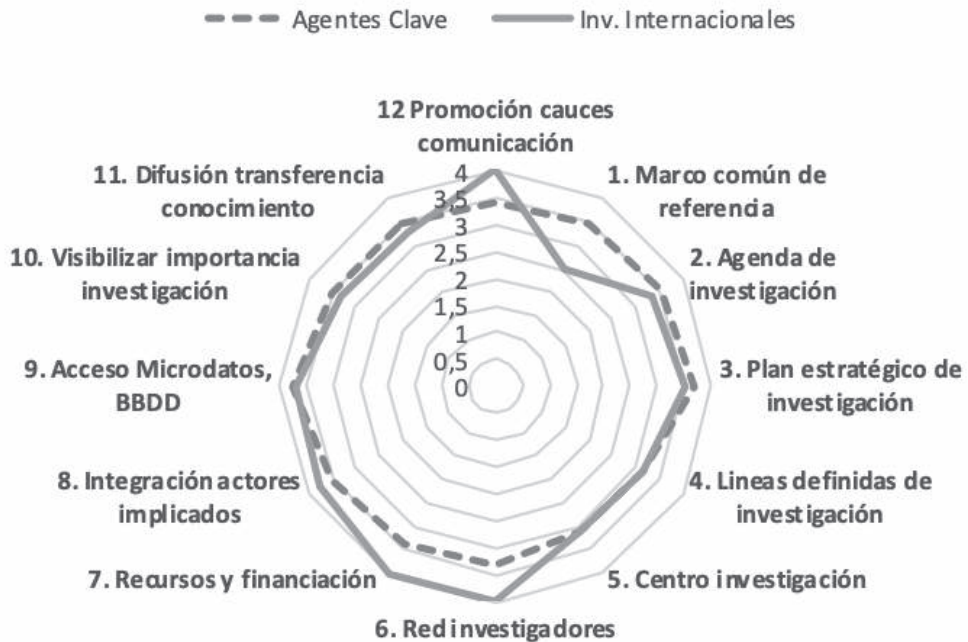 Agentes Clave
Inv. Internacionales
12 Promoción cauces
comunicación
11. Difusión transferencia
conocimiento
1. Marco común de
referencia
10. Visibilizar importancia
investigación
2. Agenda de
investigación
9. Acceso Microdatos,
BBDD
3. Plan estratégico de
investigación
8. Integración actores
implicados
4. Lineas definidas de
investigación
7. Recursos y financiación
5. Centro investigación
6. Red investigadores
4
3,5
3
2,5
2
1,5
1
0,5
0